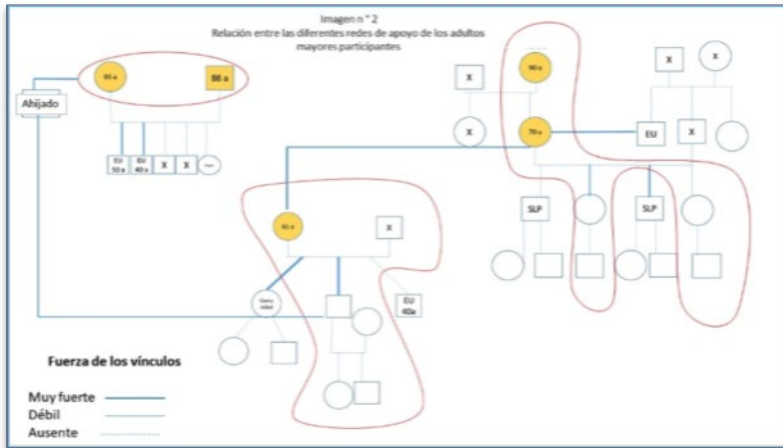 Imagen n ° 2
Relación entre las diferentes redes de apoyo de los adultos
mayores participantes
88 a
90 a
X
X
X
Ahijado
X
70 a
EU
X
EU
50 a
EU
40 a
X
X
SLP
SLP
X
EU
40a
Fuerza de los vínculos
Muy fuerte
Débil
Ausente